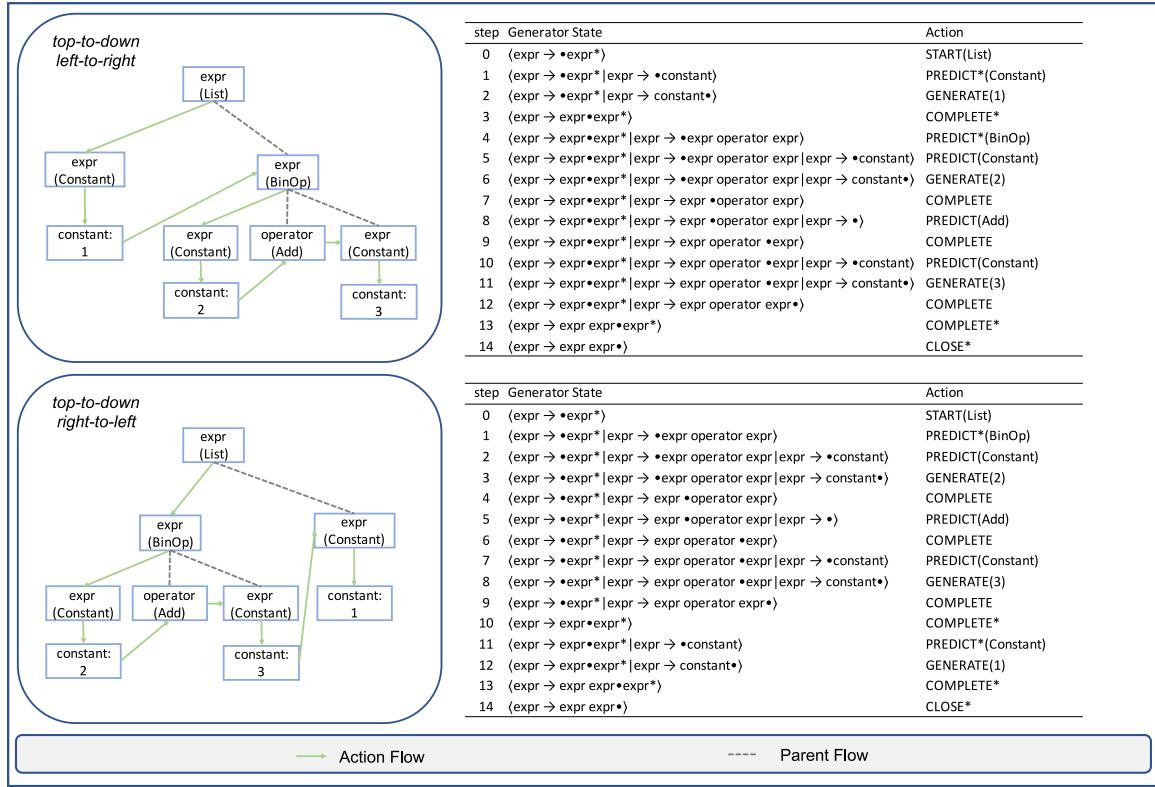 top-to-down
left-to-right
expr
(List)
expr
(Constant)
expr
(BinOp)
constant:
1
expr
(Constant)
operator
(Add)
expr
(Constant)
constant:
2
constant:
3
step Generator State Action
0 ⟨expr → •expr*⟩ START(List)
1 ⟨expr → •expr*|expr → •constant⟩ PREDICT*(Constant)
2 ⟨expr → •expr*|expr → constant•⟩ GENERATE(1)
3 ⟨expr → expr•expr*⟩ COMPLETE*
4 ⟨expr → expr•expr*|expr → •expr operator expr⟩ PREDICT*(BinOp)
5 ⟨expr → expr•expr*|expr → •expr operator expr|expr → •constant⟩ PREDICT(Constant)
6 ⟨expr → expr•expr*|expr → •expr operator expr|expr → constant•⟩ GENERATE(2)
7 ⟨expr → expr•expr*|expr → expr •operator expr⟩ COMPLETE
8 ⟨expr → expr•expr*|expr → expr •operator expr|expr → •⟩ PREDICT(Add)
9 ⟨expr → expr•expr*|expr → expr operator •expr⟩ COMPLETE
10 ⟨expr → expr•expr*|expr → expr operator •expr|expr → •constant⟩ PREDICT(Constant)
11 ⟨expr → expr•expr*|expr → expr operator •expr|expr → constant•⟩ GENERATE(3)
12 ⟨expr → expr•expr*|expr → expr operator expr•⟩ COMPLETE
13 ⟨expr → expr expr•expr*⟩ COMPLETE*
14 ⟨expr → expr expr•⟩ CLOSE*
top-to-down
right-to-left
expr
(List)
expr
(BinOp)
expr
(Constant)
expr
(Constant)
operator
(Add)
expr
(Constant)
constant:
1
constant:
2
constant:
3
step Generator State Action
0 ⟨expr → •expr*⟩ START(List)
1 ⟨expr → •expr*|expr → •expr operator expr⟩ PREDICT*(BinOp)
2 ⟨expr → •expr*|expr → •expr operator expr|expr → •constant⟩ PREDICT(Constant)
3 ⟨expr → •expr*|expr → •expr operator expr|expr → constant•⟩ GENERATE(2)
4 ⟨expr → •expr*|expr → expr •operator expr⟩ COMPLETE
5 ⟨expr → •expr*|expr → expr •operator expr|expr → •⟩ PREDICT(Add)
6 ⟨expr → •expr*|expr → expr operator •expr⟩ COMPLETE
7 ⟨expr → •expr*|expr → expr operator •expr|expr → •constant⟩ PREDICT(Constant)
8 ⟨expr → •expr*|expr → expr operator •expr|expr → constant•⟩ GENERATE(3)
9 ⟨expr → •expr*|expr → expr operator expr•⟩ COMPLETE
10 ⟨expr → expr•expr*⟩ COMPLETE*
11 ⟨expr → expr•expr*|expr → •constant⟩ PREDICT*(Constant)
12 ⟨expr → expr•expr*|expr → constant•⟩ GENERATE(1)
13 ⟨expr → expr expr•expr*⟩ COMPLETE*
14 ⟨expr → expr expr•⟩ CLOSE*
Action Flow
Parent Flow